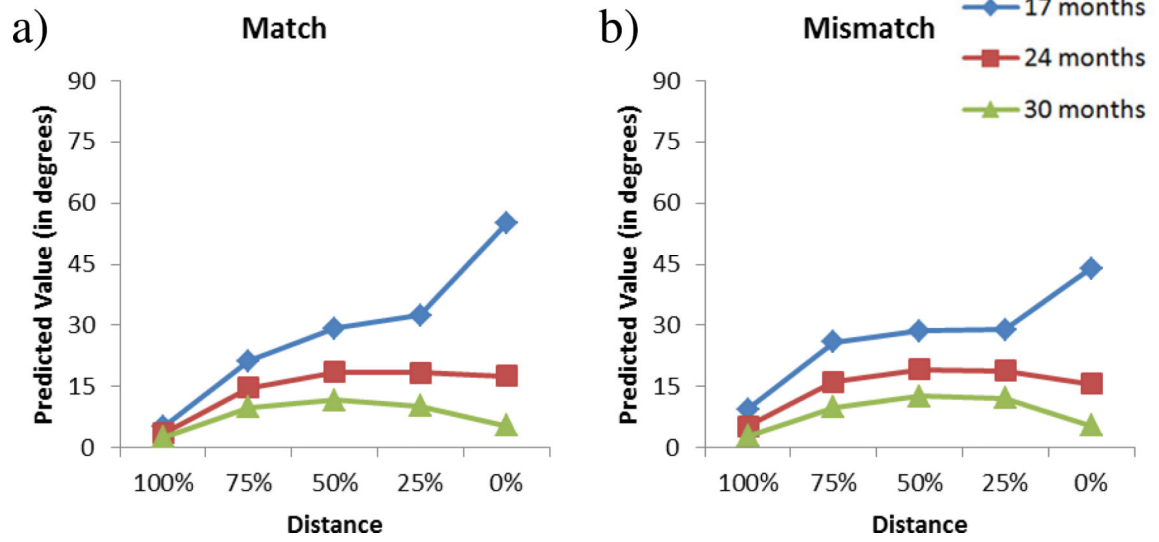 a)
Match
Predicted Value (in degrees)
90
75
60
45
30
15
0
100% 75% 50% 25% 0%
Distance
b)
Mismatch
17 months
24 months
30 months
Predicted Value (in degrees)
90
75
60
45
30
15
0
100% 75% 50% 25% 0%
Distance